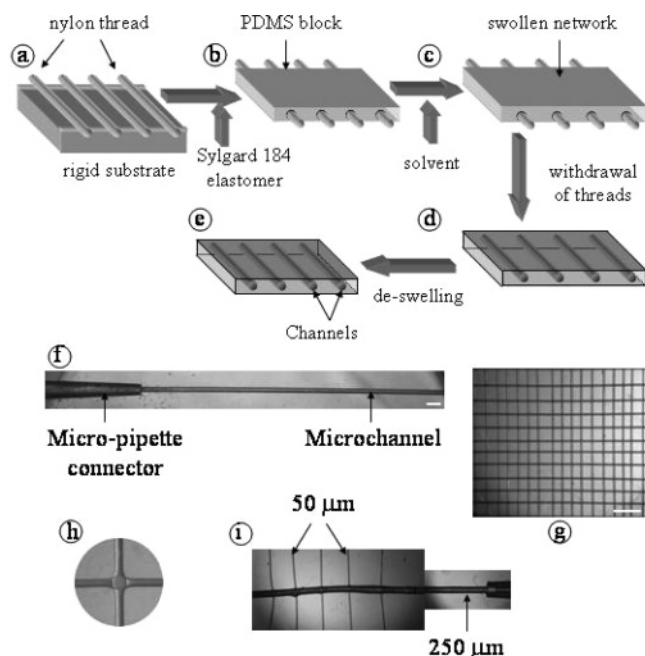 nylon thread
PDMS block
swollen network
a
b
c
rigid substrate
Sylgard 184
elastomer
solvent
withdrawal
of threads
e
d
de-swelling
Channels
f
Micro-pipette
connector
Microchannel
g
h
50 μm
i
250 μm